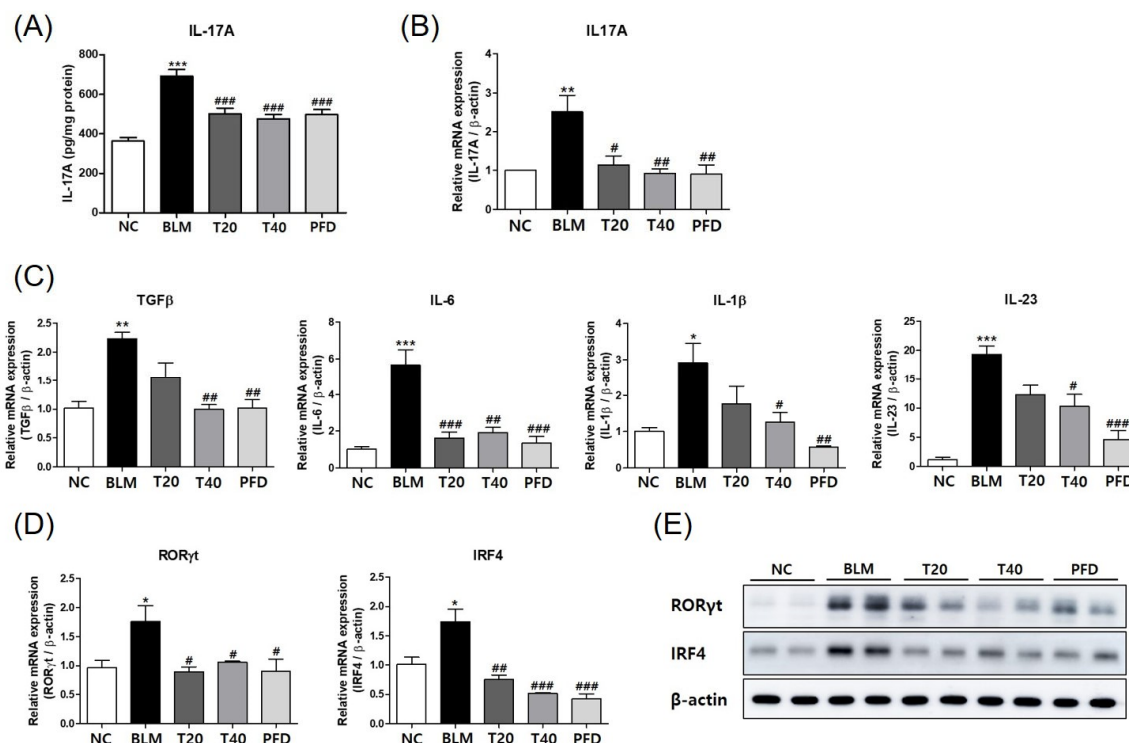 (A)
IL-17A
IL-17A (pg/mg protein)
800
600
400
200
0
***
###
###
###
NC BLM T20 T40 PFD
(B)
IL17A
Relative mRNA expression
(IL-17A / β-actin)
4
3
2
1
0
**
#
##
##
NC BLM T20 T40 PFD
(C)
TGFβ
Relative mRNA expression
(TGFβ / β-actin)
2.5
2.0
1.5
1.0
0.5
0.0
**
##
##
NC BLM T20 T40 PFD
IL-6
Relative mRNA expression
(IL-6 / β-actin)
8
6
4
2
0
***
###
##
###
NC BLM T20 T40 PFD
IL-1β
Relative mRNA expression
(IL-1β / β-actin)
4
3
2
1
0
*
#
##
NC BLM T20 T40 PFD
IL-23
Relative mRNA expression
(IL-23 / β-actin)
25
20
15
10
5
0
***
#
###
NC BLM T20 T40 PFD
(D)
RORγt
Relative mRNA expression
(RORγt / β-actin)
2.5
2.0
1.5
1.0
0.5
0.0
*
#
#
#
NC BLM T20 T40 PFD
IRF4
Relative mRNA expression
(IRF4 / β-actin)
2.5
2.0
1.5
1.0
0.5
0.0
*
##
###
###
NC BLM T20 T40 PFD
(E)
NC BLM T20 T40 PFD
RORγt
IRF4
β-actin